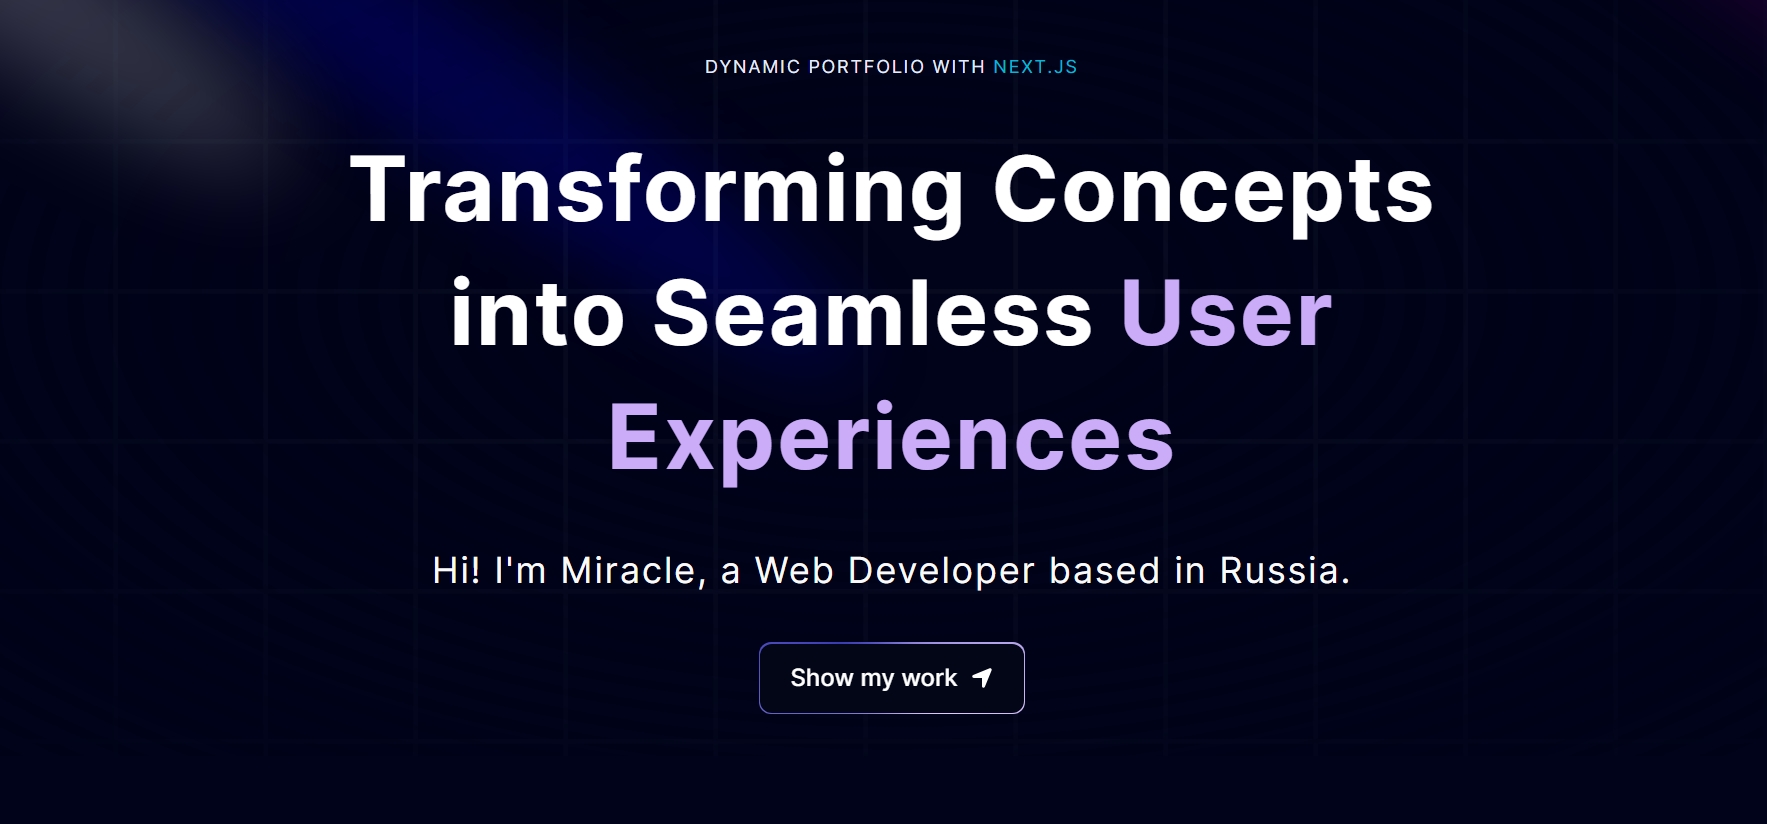 DYNAMIC PORTFOLIO WITH NEXT.JS
Transforming Concepts
into Seamless User
Experiences
Hi! I'm Miracle, a Web Developer based in Russia.
Show my work